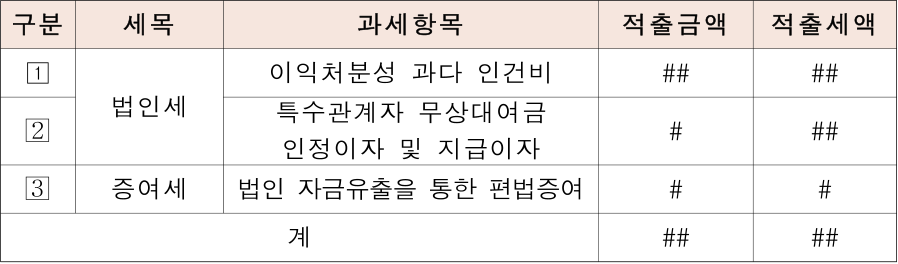 구분 세목 과세항목 적출금액 적출세액
1 법인세 이익처분성 과다 인건비 ## ##
2 특수관계자 무상대여금 # ##
인정이자 및 지급이자
3 증여세 법인 자금유출을 통한 편법증여 # #
계 ## ##